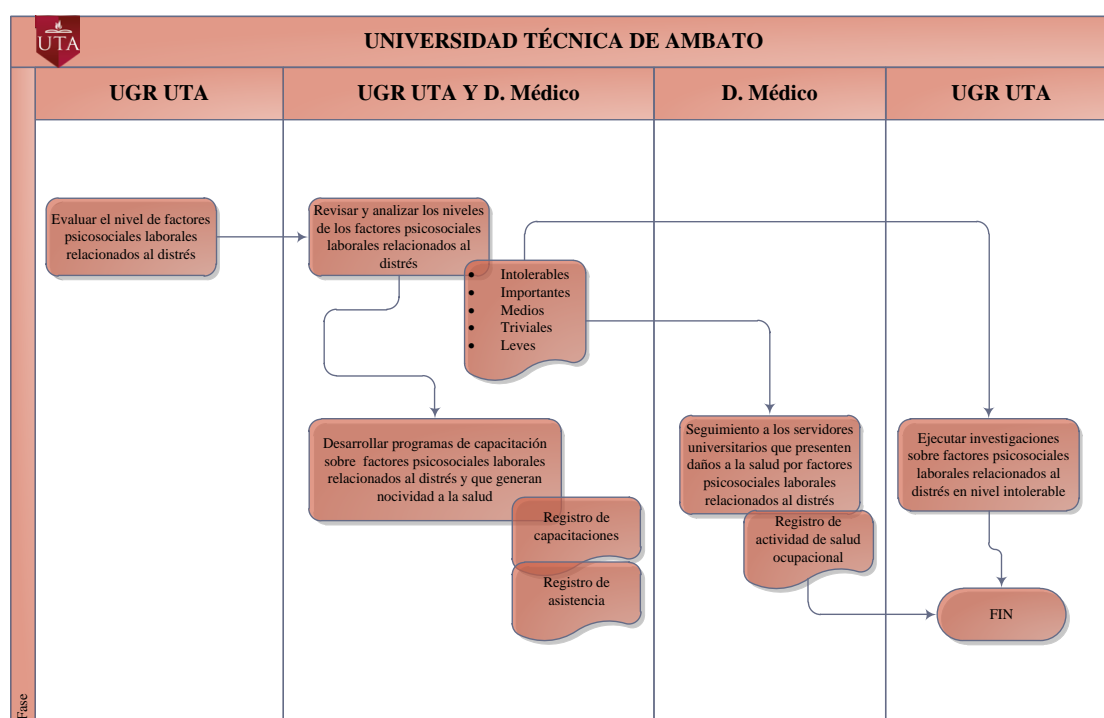 UTA
UNIVERSIDAD TÉCNICA DE AMBATO
UGR UTA
UGR UTA Y D. Médico
D. Médico
UGR UTA
Evaluar el nivel de factores
psicosociales laborales
relacionados al distrés
Revisar y analizar los niveles
de los factores psicosociales
laborales relacionados al
distrés
• Intolerables
• Importantes
• Medios
• Triviales
• Leves
Desarrollar programas de capacitación
sobre factores psicosociales laborales
relacionados al distrés y que generan
nocividad a la salud
Registro de
capacitaciones
Registro de
asistencia
Seguimiento a los servidores
universitarios que presenten
daños a la salud por factores
psicosociales laborales
relacionados al distrés
Registro de
actividad de salud
ocupacional
Ejecutar investigaciones
sobre factores psicosociales
laborales relacionados al
distrés en nivel intolerable
FIN
Fase